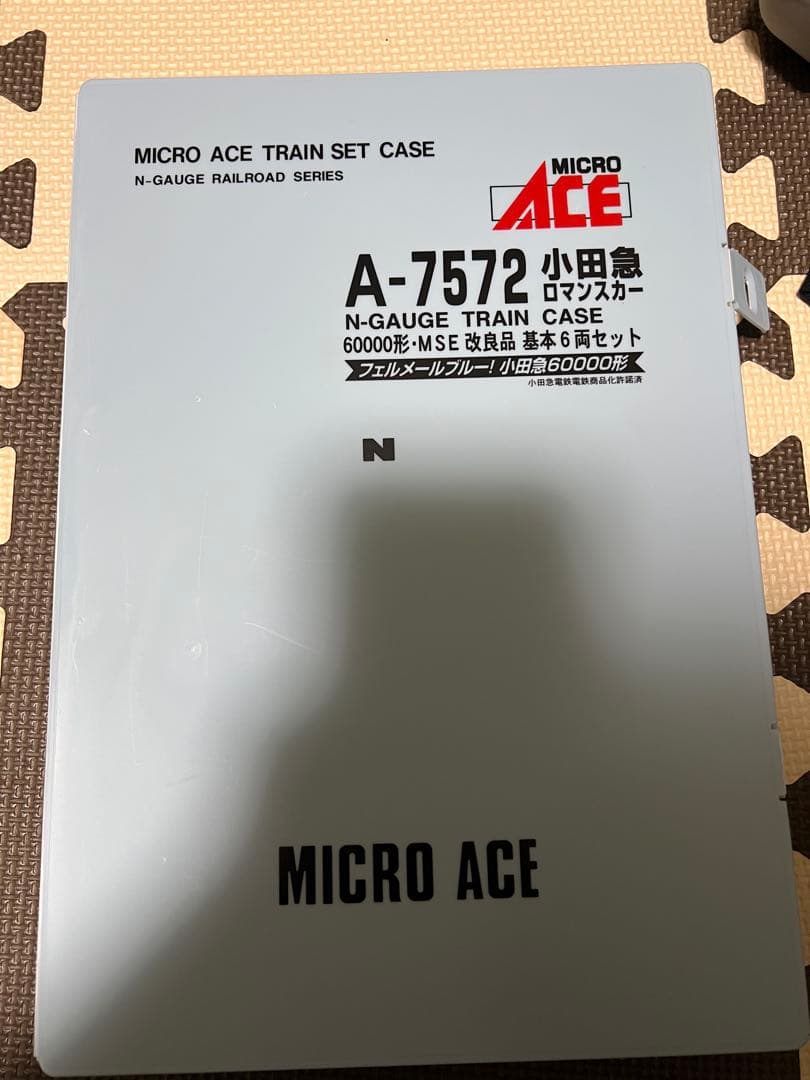 MICRO ACE TRAIN SET CASE
N-GAUGE RAILROAD SERIES
MICRO
ACE
A-7572 小田急
ロマンスカー
N-GAUGE TRAIN CASE
60000形・MSE 改良品 基本6両セット
フェルメールブルー!小田急60000形
小田急電鉄電鉄商品化許諾済
N
MICRO ACE